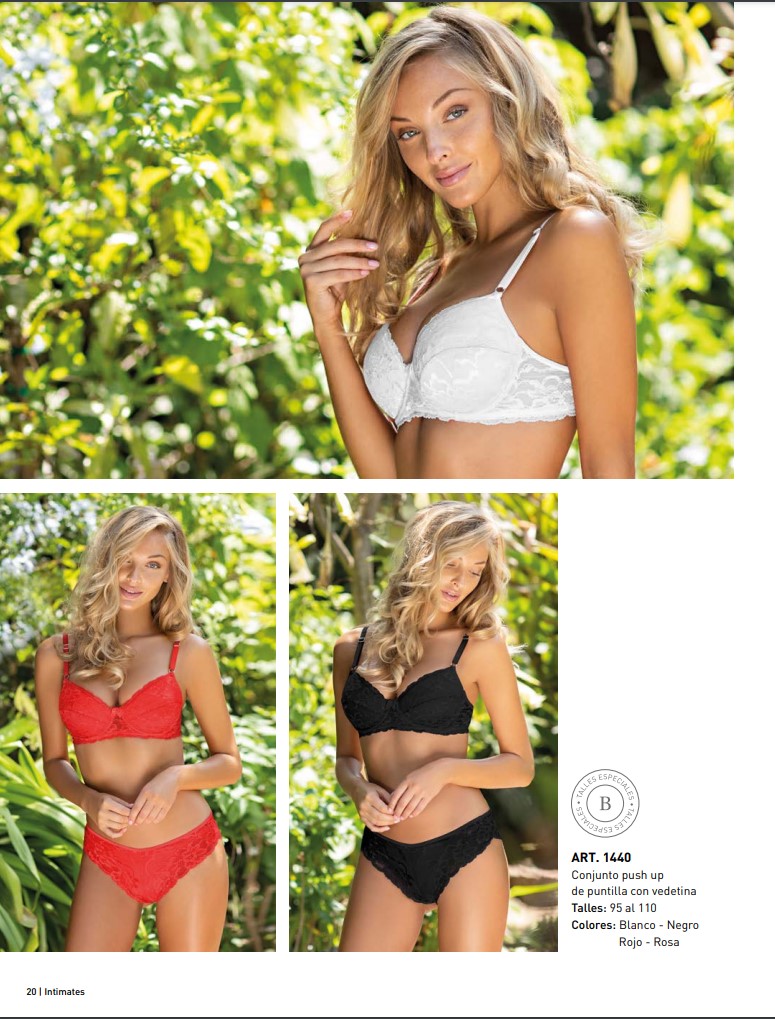 • TALLES ESPECIALES • TALLES ESPECIALES
B
ART. 1440
Conjunto push up
de puntilla con vedetina
Talles: 95 al 110
Colores: Blanco - Negro
Rojo - Rosa
20 | Intimates